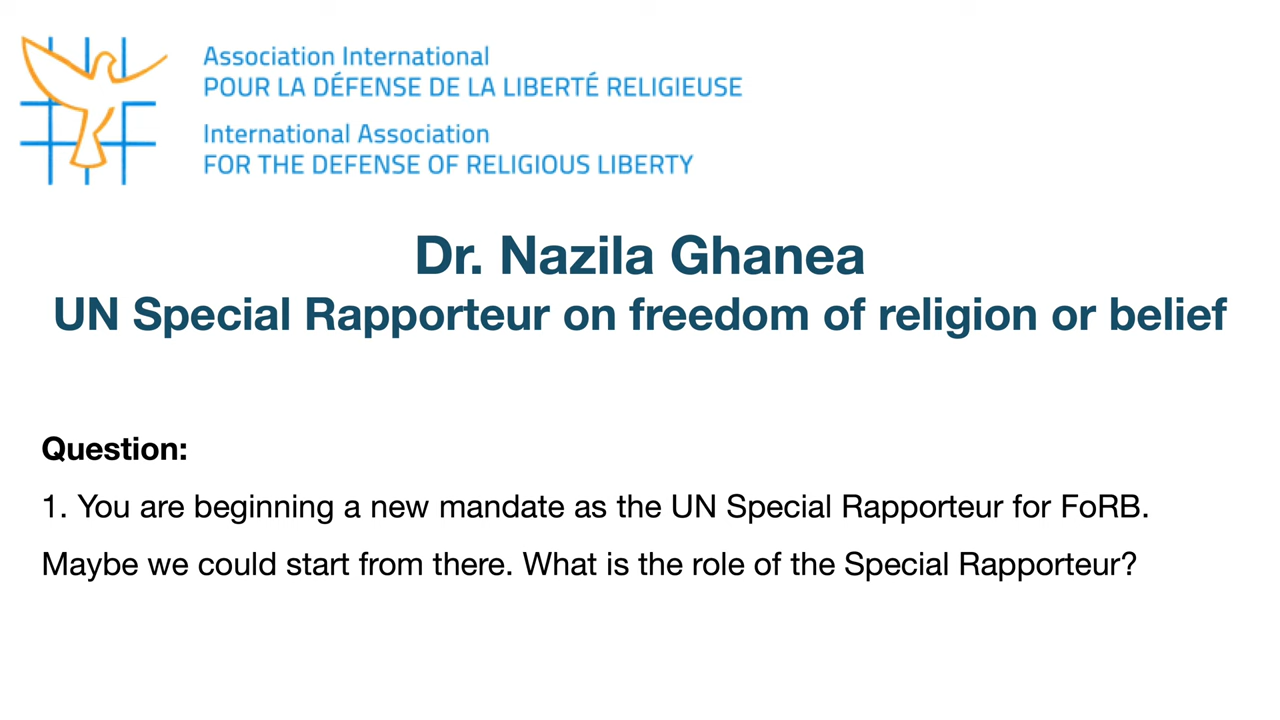 Association International
POUR LA DÉFENSE DE LA LIBERTÉ RELIGIEUSE
International Association
FOR THE DEFENSE OF RELIGIOUS LIBERTY
Dr. Nazila Ghanea
UN Special Rapporteur on freedom of religion or belief
Question:
1. You are beginning a new mandate as the UN Special Rapporteur for FoRB.
Maybe we could start from there. What is the role of the Special Rapporteur?